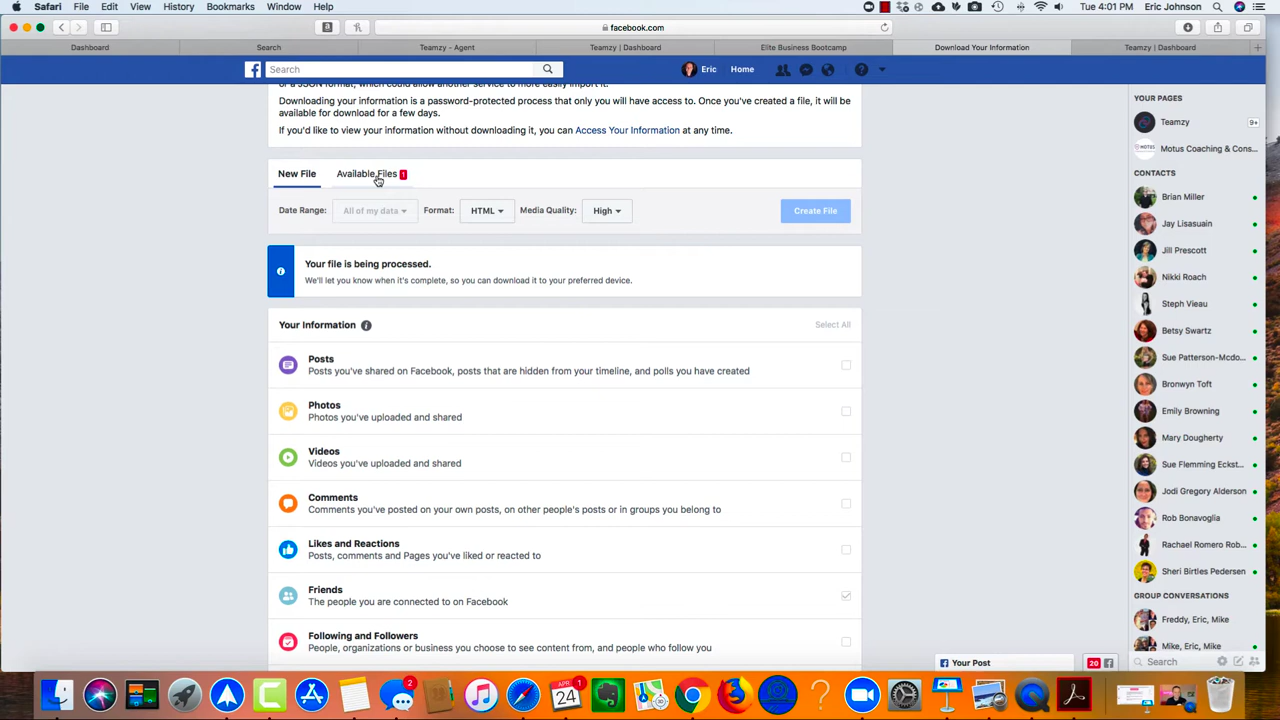 Safari File Edit View History Bookmarks Window Help
Tue 4:01 PM Eric Johnson
facebook.com
Dashboard Search Teamzy - Agent Teamzy | Dashboard Elite Business Bootcamp Download Your Information Teamzy | Dashboard
Search Eric Home
Downloading your information is a password-protected process that only you will have access to. Once you've created a file, it will be
available for download for a few days.
If you'd like to view your information without downloading it, you can Access Your Information at any time.
New File Available Files 1
Date Range: All of my data Format: HTML Media Quality: High Create File
Your file is being processed.
We'll let you know when it's complete, so you can download it to your preferred device.
Your Information Select All
Posts
Posts you've shared on Facebook, posts that are hidden from your timeline, and polls you have created
Photos
Photos you've uploaded and shared
Videos
Videos you've uploaded and shared
Comments
Comments you've posted on your own posts, on other people's posts or in groups you belong to
Likes and Reactions
Posts, comments and Pages you've liked or reacted to
Friends
The people you are connected to on Facebook
Following and Followers
People, organizations or business you choose to see content from, and people who follow you
YOUR PAGES
Teamzy 9+
Motus Coaching & Cons...
CONTACTS
Brian Miller
Jay Lisasuain
Jill Prescott
Nikki Roach
Steph Vieau
Betsy Swartz
Sue Patterson-Mcdo...
Bronwyn Toft
Emily Browning
Mary Dougherty
Sue Flemming Eckst...
Jodi Gregory Alderson
Rob Bonavoglia
Rachael Romero Rob...
Sheri Birtles Pedersen
GROUP CONVERSATIONS
Freddy, Eric, Mike
Mike, Eric, Mike
Search
Your Post 20
2
APR
24
1